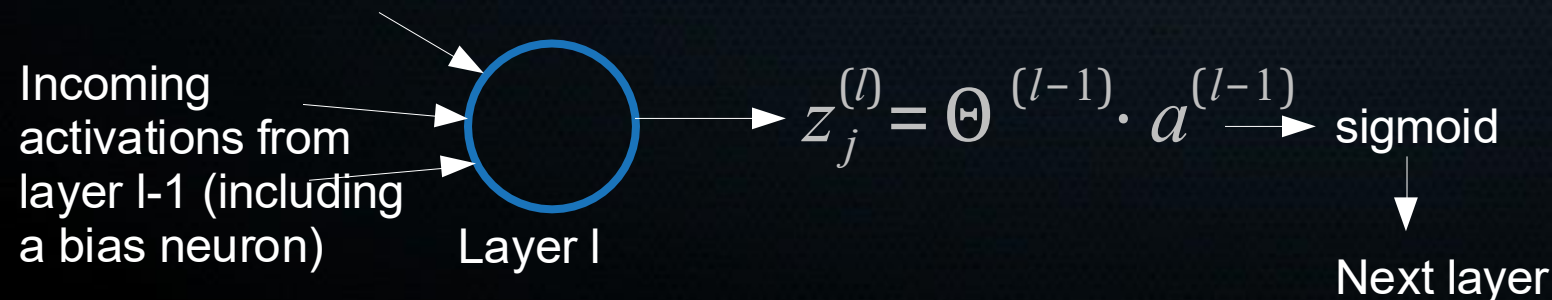 Incoming
activations from
layer l-1 (including
a bias neuron)
Layer l
z_j^{(l)} = Θ^{(l-1)} · a^{(l-1)}
sigmoid
Next layer